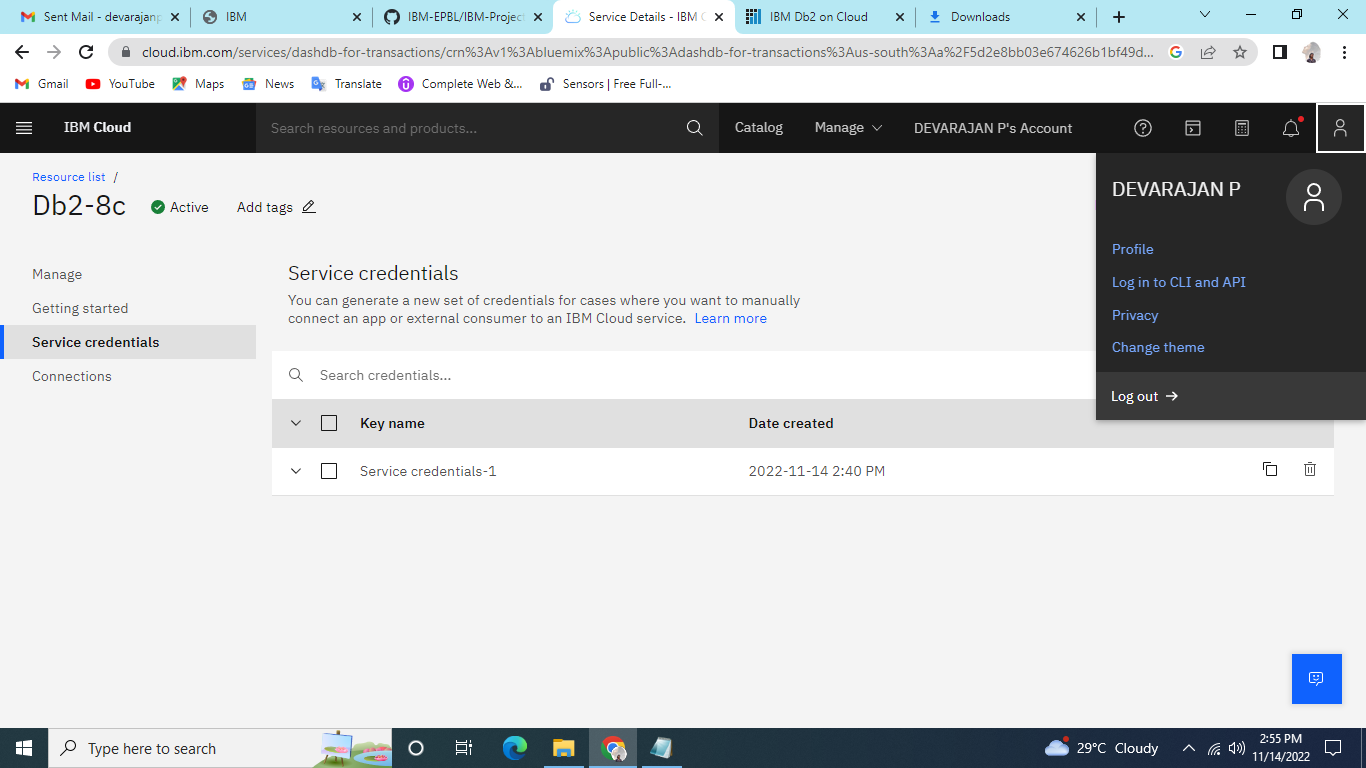 Sent Mail - devarajanp
IBM
IBM-EPBL/IBM-Project
Service Details - IBM C
IBM Db2 on Cloud
Downloads
cloud.ibm.com/services/dashdb-for-transactions/crn%3Av1%3Abluemix%3Apublic%3Adashdb-for-transactions%3Aus-south%3Aa%2F5d2e8bb03e674626b1bf49d...
Gmail
YouTube
Maps
News
Translate
Complete Web &...
Sensors | Free Full-...
IBM Cloud
Search resources and products...
Catalog
Manage
DEVARAJAN P's Account
Resource list /
Db2-8c
Active
Add tags
DEVARAJAN P
Profile
Log in to CLI and API
Privacy
Change theme
Log out
Manage
Getting started
Service credentials
Connections
Service credentials
You can generate a new set of credentials for cases where you want to manually
connect an app or external consumer to an IBM Cloud service. Learn more
Search credentials...
Key name
Date created
Service credentials-1
2022-11-14 2:40 PM
Type here to search
29°C Cloudy
2:55 PM
11/14/2022